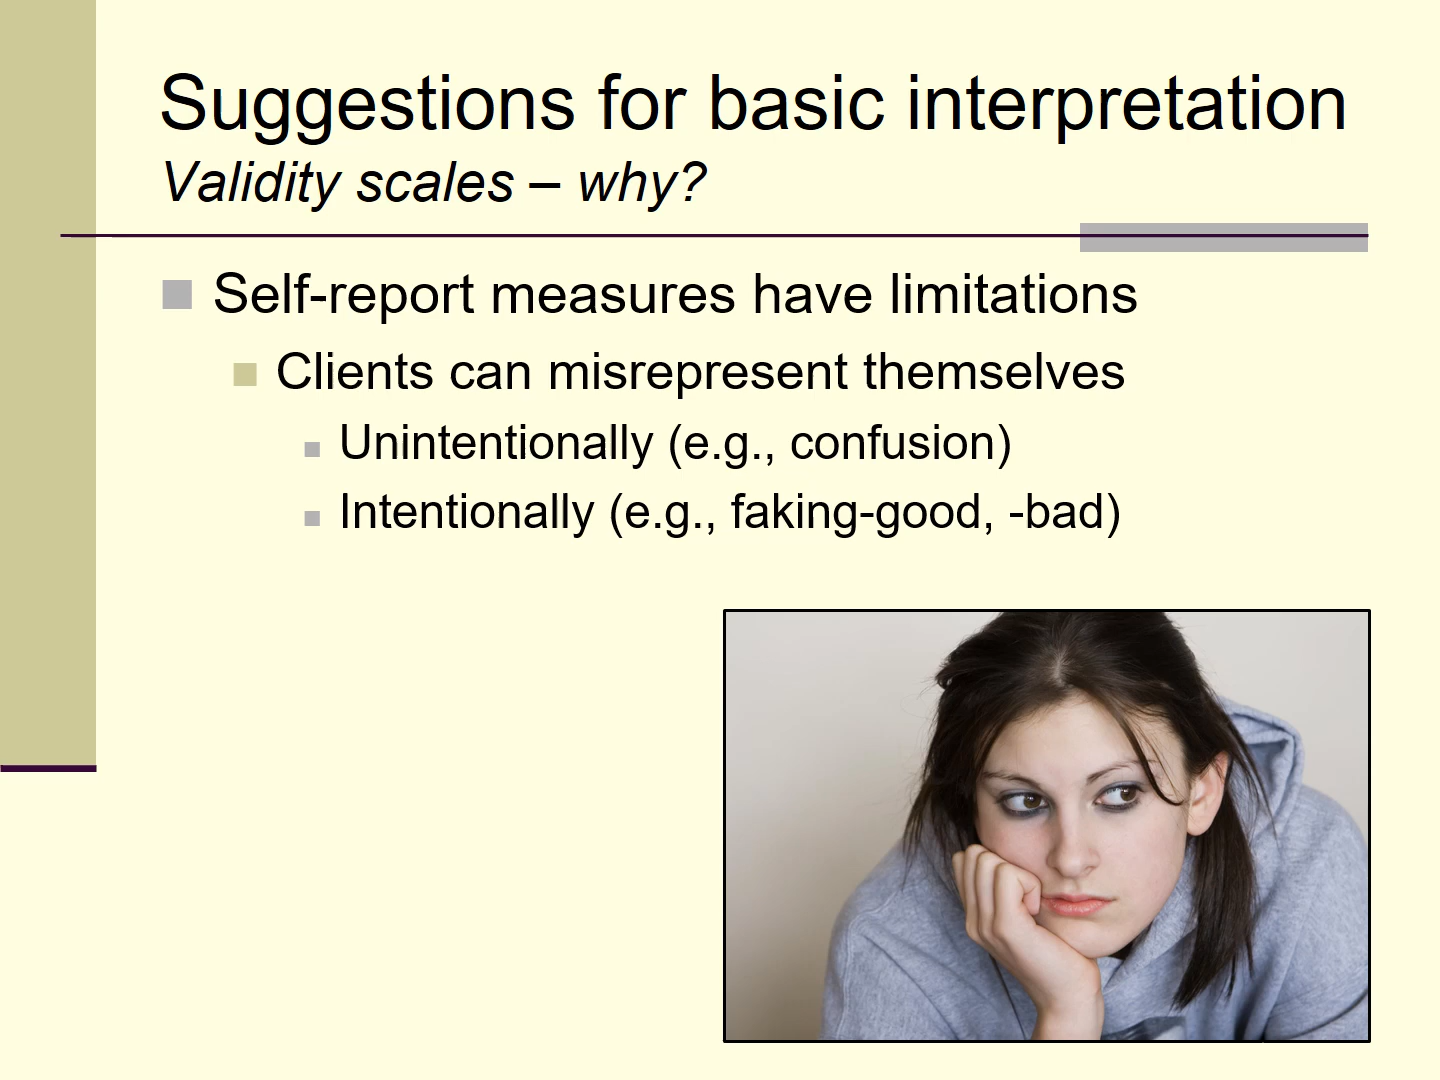 Suggestions for basic interpretation
Validity scales – why?
Self-report measures have limitations
Clients can misrepresent themselves
Unintentionally (e.g., confusion)
Intentionally (e.g., faking-good, -bad)